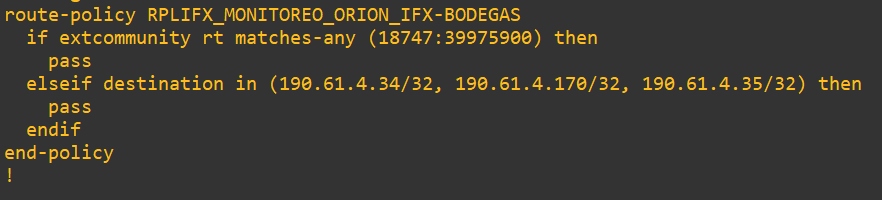 route-policy RPLIFX_MONITOREO_ORION_IFX-BODEGAS
  if extcommunity rt matches-any (18747:39975900) then
    pass
  elseif destination in (190.61.4.34/32, 190.61.4.170/32, 190.61.4.35/32) then
    pass
  endif
end-policy
!